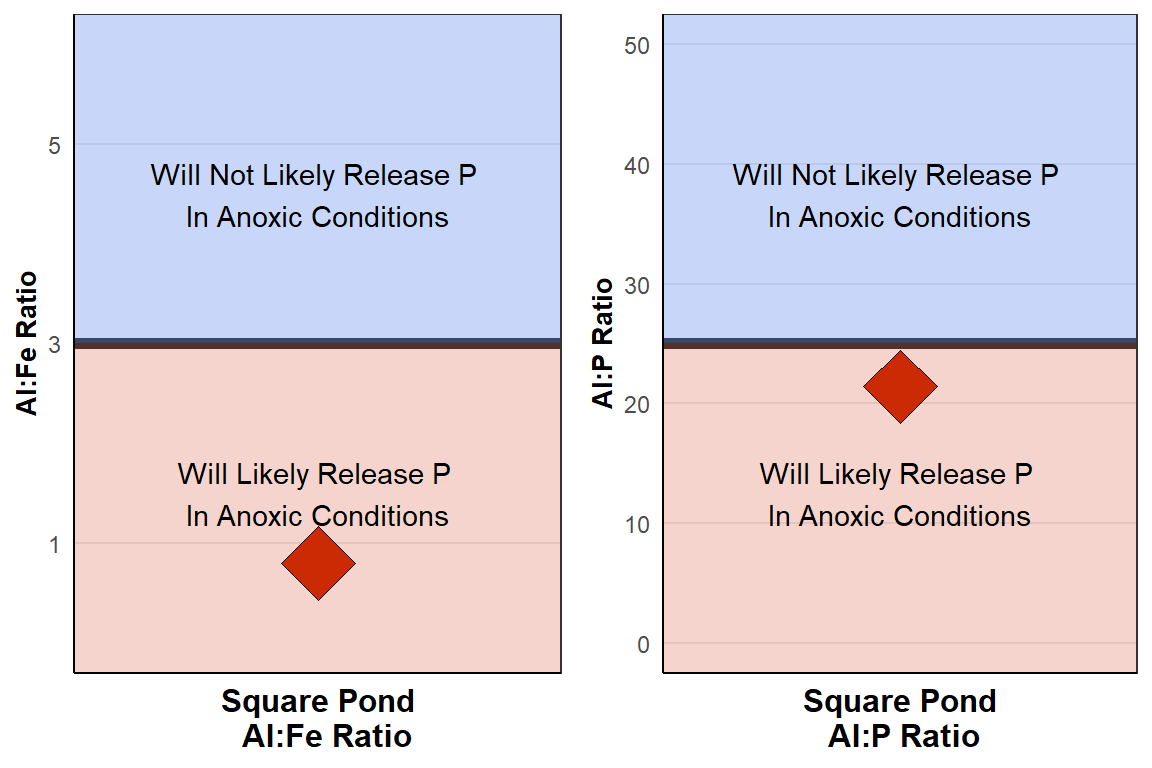 Al:Fe Ratio
5
3
1
Will Not Likely Release P
In Anoxic Conditions
Will Likely Release P
In Anoxic Conditions
Square Pond
Al:Fe Ratio
Al:P Ratio
50
40
30
20
10
0
Will Not Likely Release P
In Anoxic Conditions
Will Likely Release P
In Anoxic Conditions
Square Pond
Al:P Ratio